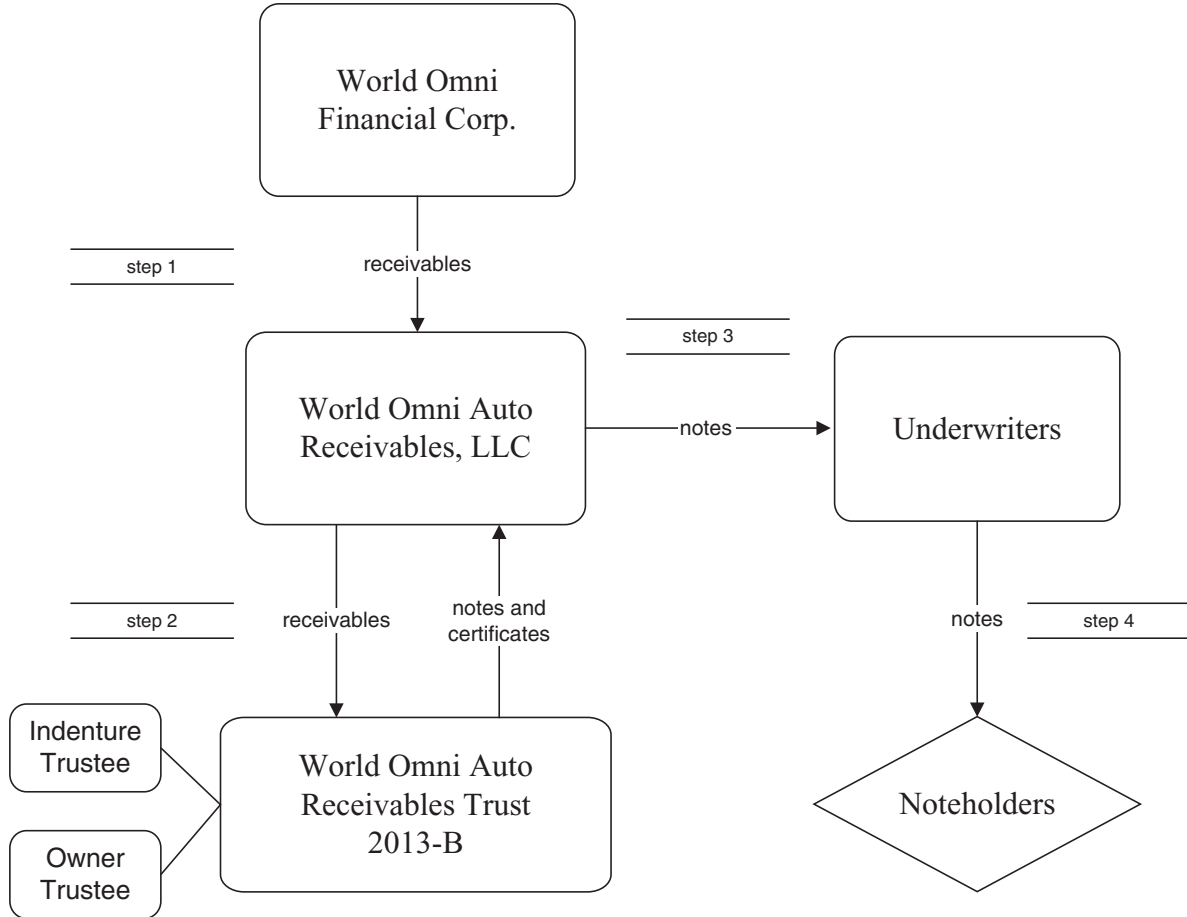 World Omni
Financial Corp.
step 1
receivables
step 3
World Omni Auto
Receivables, LLC
notes
Underwriters
step 2
receivables
notes and
certificates
notes
step 4
Indenture
Trustee
World Omni Auto
Receivables Trust
2013-B
Noteholders
Owner
Trustee